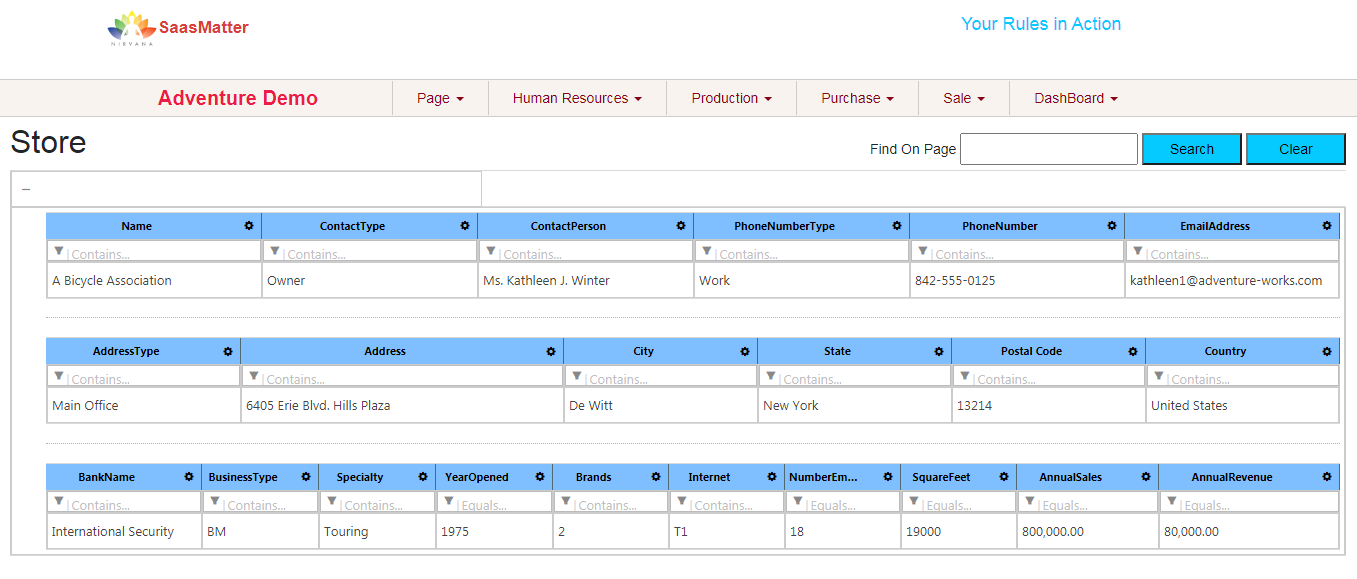 SaasMatter
NIRVANA
Your Rules in Action
Adventure Demo Page Human Resources Production Purchase Sale DashBoard
Store
Find On Page Search Clear
Name ContactType ContactPerson PhoneNumberType PhoneNumber EmailAddress
Contains... Contains... Contains... Contains... Contains... Contains...
A Bicycle Association Owner Ms. Kathleen J. Winter Work 842-555-0125 kathleen1@adventure-works.com
AddressType Address City State Postal Code Country
Contains... Contains... Contains... Contains... Contains... Contains...
Main Office 6405 Erie Blvd. Hills Plaza De Witt New York 13214 United States
BankName BusinessType Specialty YearOpened Brands Internet NumberEm... SquareFeet AnnualSales AnnualRevenue
Contains... Contains... Contains... Equals... Contains... Contains... Equals... Equals... Equals... Equals...
International Security BM Touring 1975 2 T1 18 19000 800,000.00 80,000.00